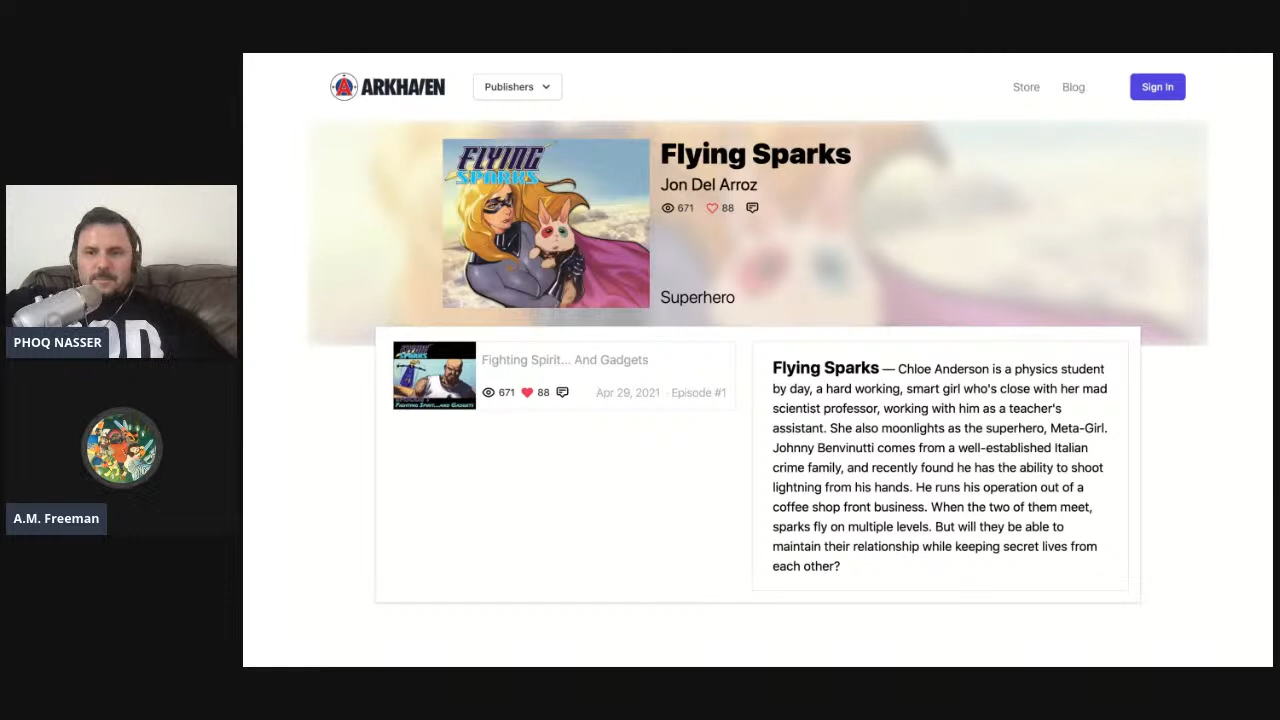 ARKHAVEN
Publishers
Store
Blog
Sign In
FLYING
SPARKS
Flying Sparks
Jon Del Arroz
671
88
Superhero
Fighting Spirit... And Gadgets
671
88
Apr 29, 2021 · Episode #1
Flying Sparks — Chloe Anderson is a physics student
by day, a hard working, smart girl who's close with her mad
scientist professor, working with him as a teacher's
assistant. She also moonlights as the superhero, Meta-Girl.
Johnny Benvinutti comes from a well-established Italian
crime family, and recently found he has the ability to shoot
lightning from his hands. He runs his operation out of a
coffee shop front business. When the two of them meet,
sparks fly on multiple levels. But will they be able to
maintain their relationship while keeping secret lives from
each other?
FLYING
SPARKS
FIGHTING SPIRIT...AND GADGETS
PHOQ NASSER
A.M. Freeman